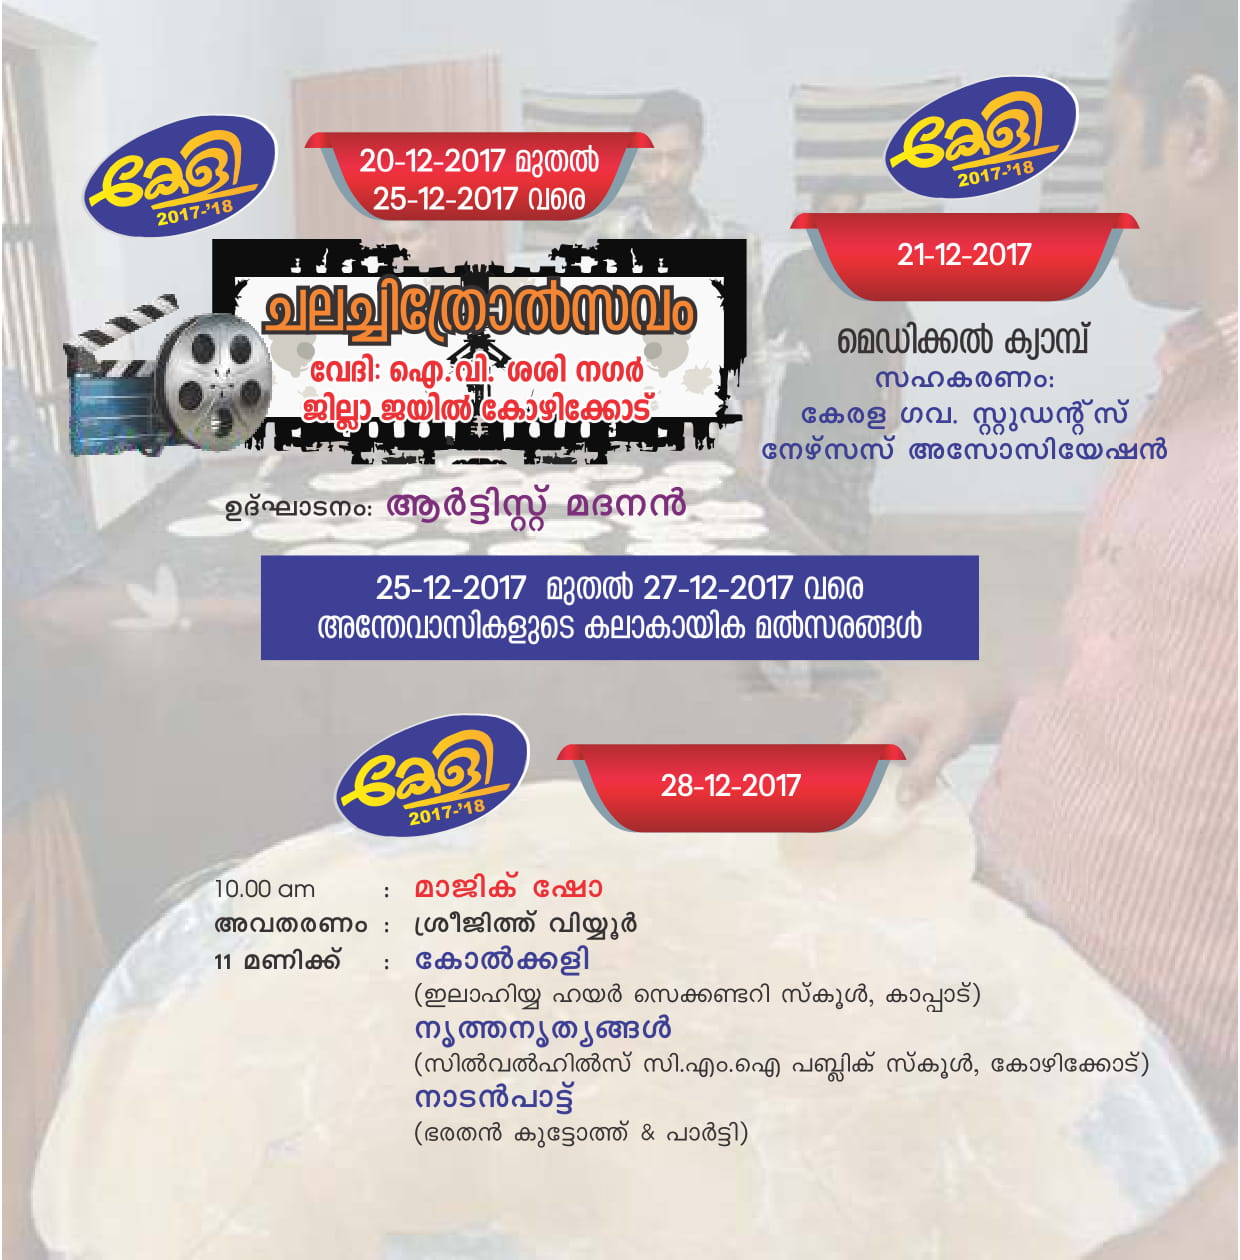 കേളി
2017-'18
20-12-2017 മുതൽ
25-12-2017 വരെ
ചലച്ചിത്രോൽസവം
വേദി: ഐ.വി. ശശി നഗർ
ജില്ലാ ജയിൽ കോഴിക്കോട്
ഉദ്ഘാടനം: ആർട്ടിസ്റ്റ് മദനൻ
കേളി
2017-'18
21-12-2017
മെഡിക്കൽ ക്യാമ്പ്
സഹകരണം:
കേരള ഗവ. സ്റ്റുഡന്റ്സ്
നേഴ്സസ് അസോസിയേഷൻ
25-12-2017 മുതൽ 27-12-2017 വരെ
അന്തേവാസികളുടെ കലാകായിക മൽസരങ്ങൾ
കേളി
2017-'18
28-12-2017
10.00 am : മാജിക് ഷോ
അവതരണം : ശ്രീജിത്ത് വിയ്യൂർ
11 മണിക്ക് : കോൽക്കളി
(ഇലാഹിയ്യ ഹയർ സെക്കണ്ടറി സ്കൂൾ, കാപ്പാട്)
നൃത്തനൃത്യങ്ങൾ
(സിൽവൽഹിൽസ് സി.എം.ഐ പബ്ലിക് സ്കൂൾ, കോഴിക്കോട്)
നാടൻപാട്ട്
(ഭരതൻ കുട്ടോത്ത് & പാർട്ടി)